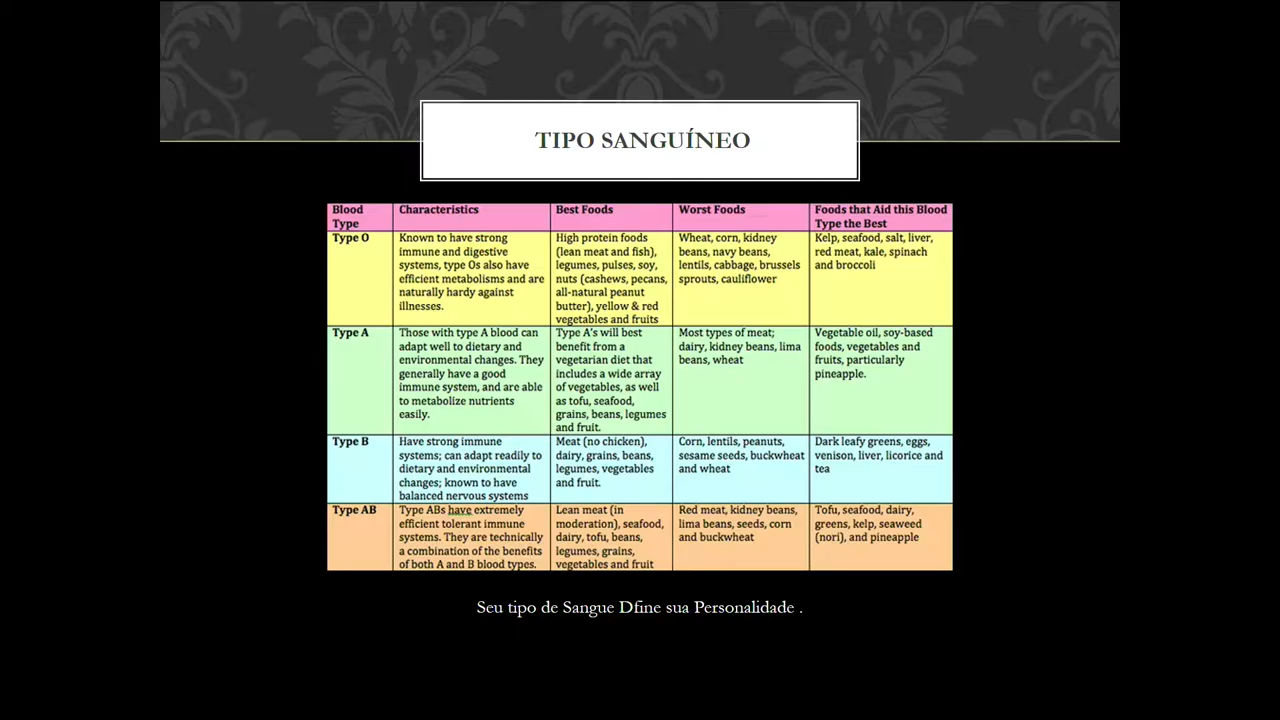 TIPO SANGUÍNEO
Blood Type
Characteristics
Best Foods
Worst Foods
Foods that Aid this Blood
Type the Best
Type O
Known to have strong
immune and digestive
systems, type Os also have
efficient metabolisms and are
naturally hardy against
illnesses.
High protein foods
(lean meat and fish),
legumes, pulses, soy,
nuts (cashews, pecans,
all-natural peanut
butter), yellow & red
vegetables and fruits
Wheat, corn, kidney
beans, navy beans,
lentils, cabbage, brussels
sprouts, cauliflower
Kelp, seafood, salt, liver,
red meat, kale, spinach
and broccoli
Type A
Those with type A blood can
adapt well to dietary and
environmental changes. They
generally have a good
immune system, and are able
to metabolize nutrients
easily.
Type A's will best
benefit from a
vegetarian diet that
includes a wide array
of vegetables, as well
as tofu, seafood,
grains, beans, legumes
and fruit.
Most types of meat;
dairy, kidney beans, lima
beans, wheat
Vegetable oil, soy-based
foods, vegetables and
fruits, particularly
pineapple.
Type B
Have strong immune
systems; can adapt readily to
dietary and environmental
changes; known to have
balanced nervous systems
Meat (no chicken),
dairy, grains, beans,
legumes, vegetables
and fruit.
Corn, lentils, peanuts,
sesame seeds, buckwheat
and wheat
Dark leafy greens, eggs,
venison, liver, licorice and
tea
Type AB
Type ABs have extremely
efficient tolerant immune
systems. They are technically
a combination of the benefits
of both A and B blood types.
Lean meat (in
moderation), seafood,
dairy, tofu, beans,
legumes, grains,
vegetables and fruit
Red meat, kidney beans,
lima beans, seeds, corn
and buckwheat
Tofu, seafood, dairy,
greens, kelp, seaweed
(nori), and pineapple
Seu tipo de Sangue Dfine sua Personalidade .